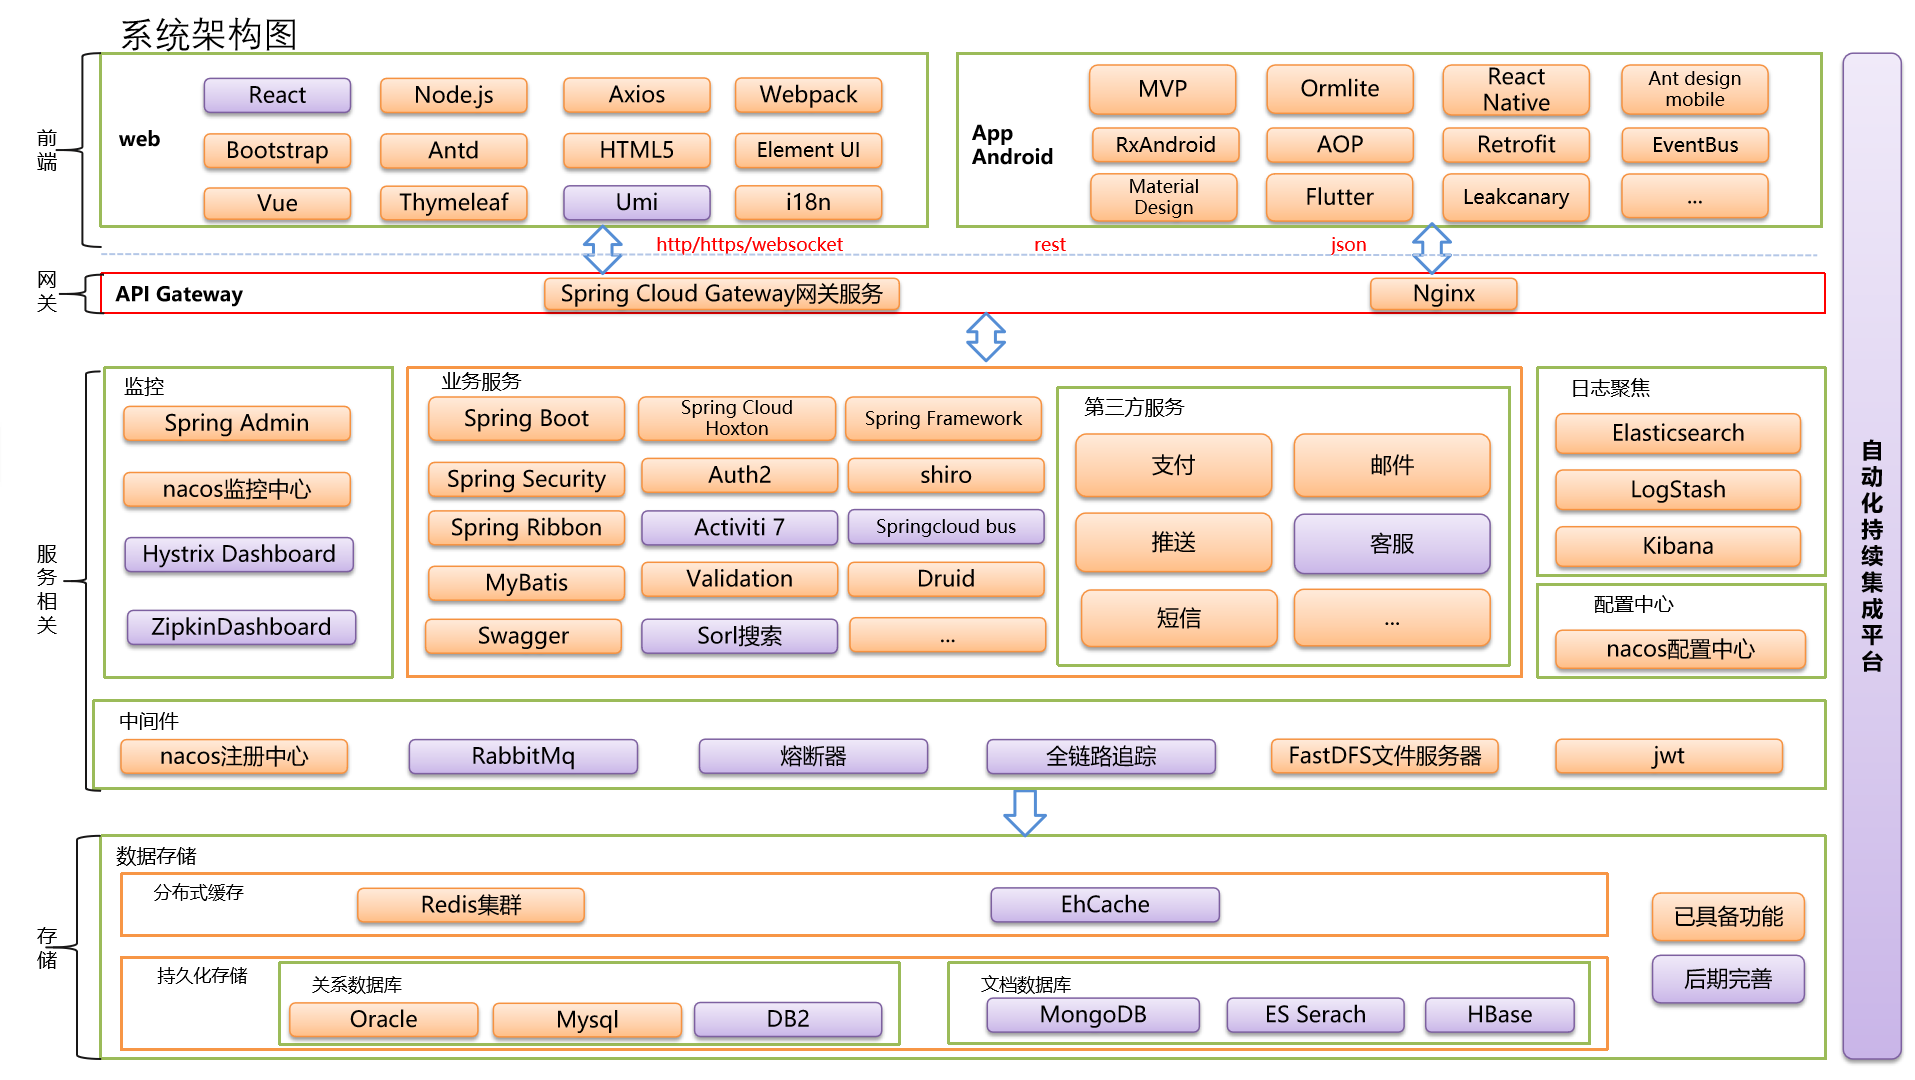 系统架构图
前端
web
React
Node.js
Axios
Webpack
Bootstrap
Antd
HTML5
Element UI
Vue
Thymeleaf
Umi
i18n
App
Android
MVP
Ormlite
React
Native
Ant design
mobile
RxAndroid
AOP
Retrofit
EventBus
Material
Design
Flutter
Leakcanary
...
http/https/websocket
rest
json
网关
API Gateway
Spring Cloud Gateway网关服务
Nginx
服务相关
监控
Spring Admin
nacos监控中心
Hystrix Dashboard
ZipkinDashboard
业务服务
Spring Boot
Spring Cloud
Hoxton
Spring Framework
Spring Security
Auth2
shiro
Spring Ribbon
Activiti 7
Springcloud bus
MyBatis
Validation
Druid
Swagger
Sorl搜索
...
第三方服务
支付
邮件
推送
客服
短信
...
日志聚焦
Elasticsearch
LogStash
Kibana
配置中心
nacos配置中心
中间件
nacos注册中心
RabbitMq
熔断器
全链路追踪
FastDFS文件服务器
jwt
存储
数据存储
分布式缓存
Redis集群
EhCache
持久化存储
关系数据库
Oracle
Mysql
DB2
文档数据库
MongoDB
ES Serach
HBase
已具备功能
后期完善
自动化持续集成平台